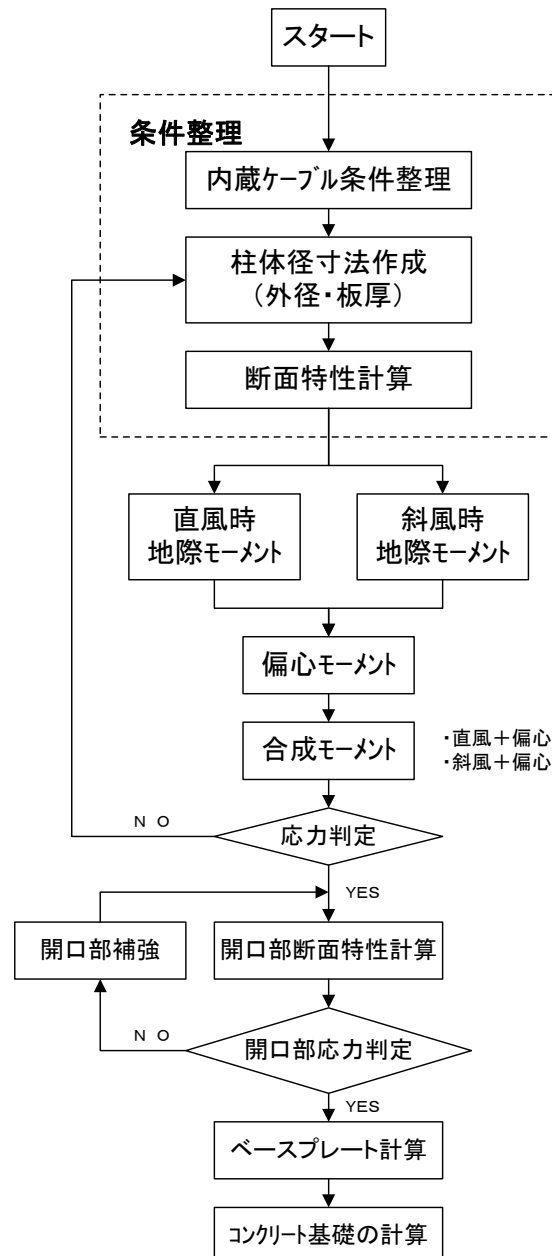 スタート
条件整理
内蔵ケーブル条件整理
柱体径寸法作成
（外径・板厚）
断面特性計算
直風時
地際モーメント
斜風時
地際モーメント
偏心モーメント
合成モーメント
・直風＋偏心
・斜風＋偏心
ＮＯ
応力判定
YES
開口部補強
開口部断面特性計算
ＮＯ
開口部応力判定
YES
ベースプレート計算
コンクリート基礎の計算